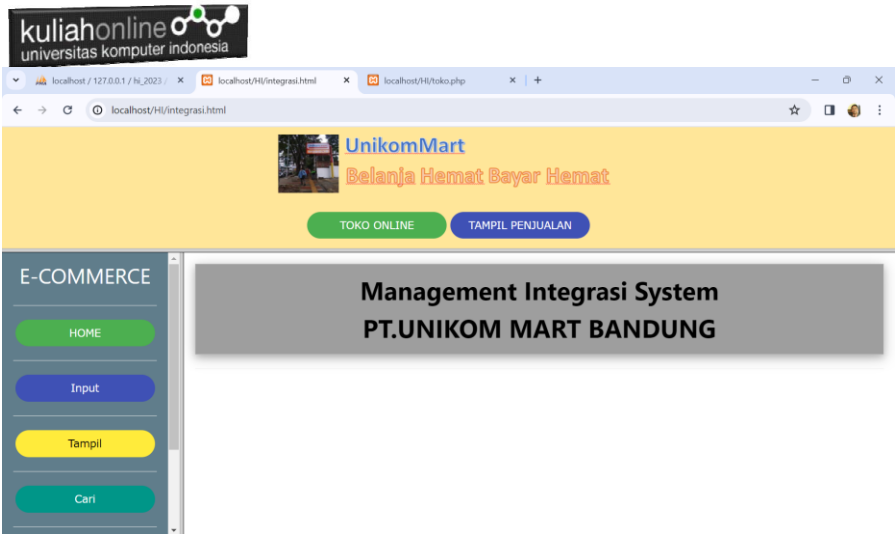 kuliahonline
universitas komputer indonesia
localhost / 127.0.0.1 / hi_2023 /
localhost/HI/integrasi.html
localhost/HI/toko.php
localhost/HI/integrasi.html
UnikomMart
Belanja Hemat Bayar Hemat
TOKO ONLINE
TAMPIL PENJUALAN
E-COMMERCE
HOME
Input
Tampil
Cari
Management Integrasi System
PT.UNIKOM MART BANDUNG